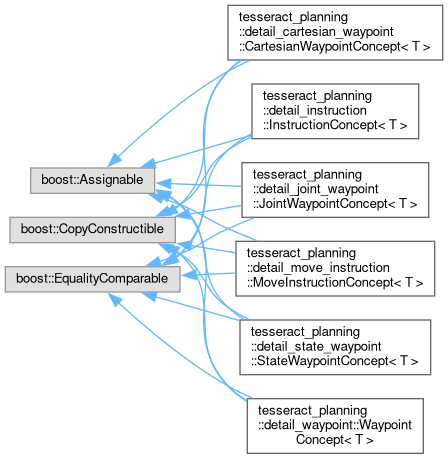 tesseract_planning
::detail_cartesian_waypoint
::CartesianWaypointConcept< T >
tesseract_planning
::detail_instruction
::InstructionConcept< T >
boost::Assignable
tesseract_planning
::detail_joint_waypoint
::JointWaypointConcept< T >
boost::CopyConstructible
tesseract_planning
::detail_move_instruction
::MoveInstructionConcept< T >
boost::EqualityComparable
tesseract_planning
::detail_state_waypoint
::StateWaypointConcept< T >
tesseract_planning
::detail_waypoint::Waypoint
Concept< T >